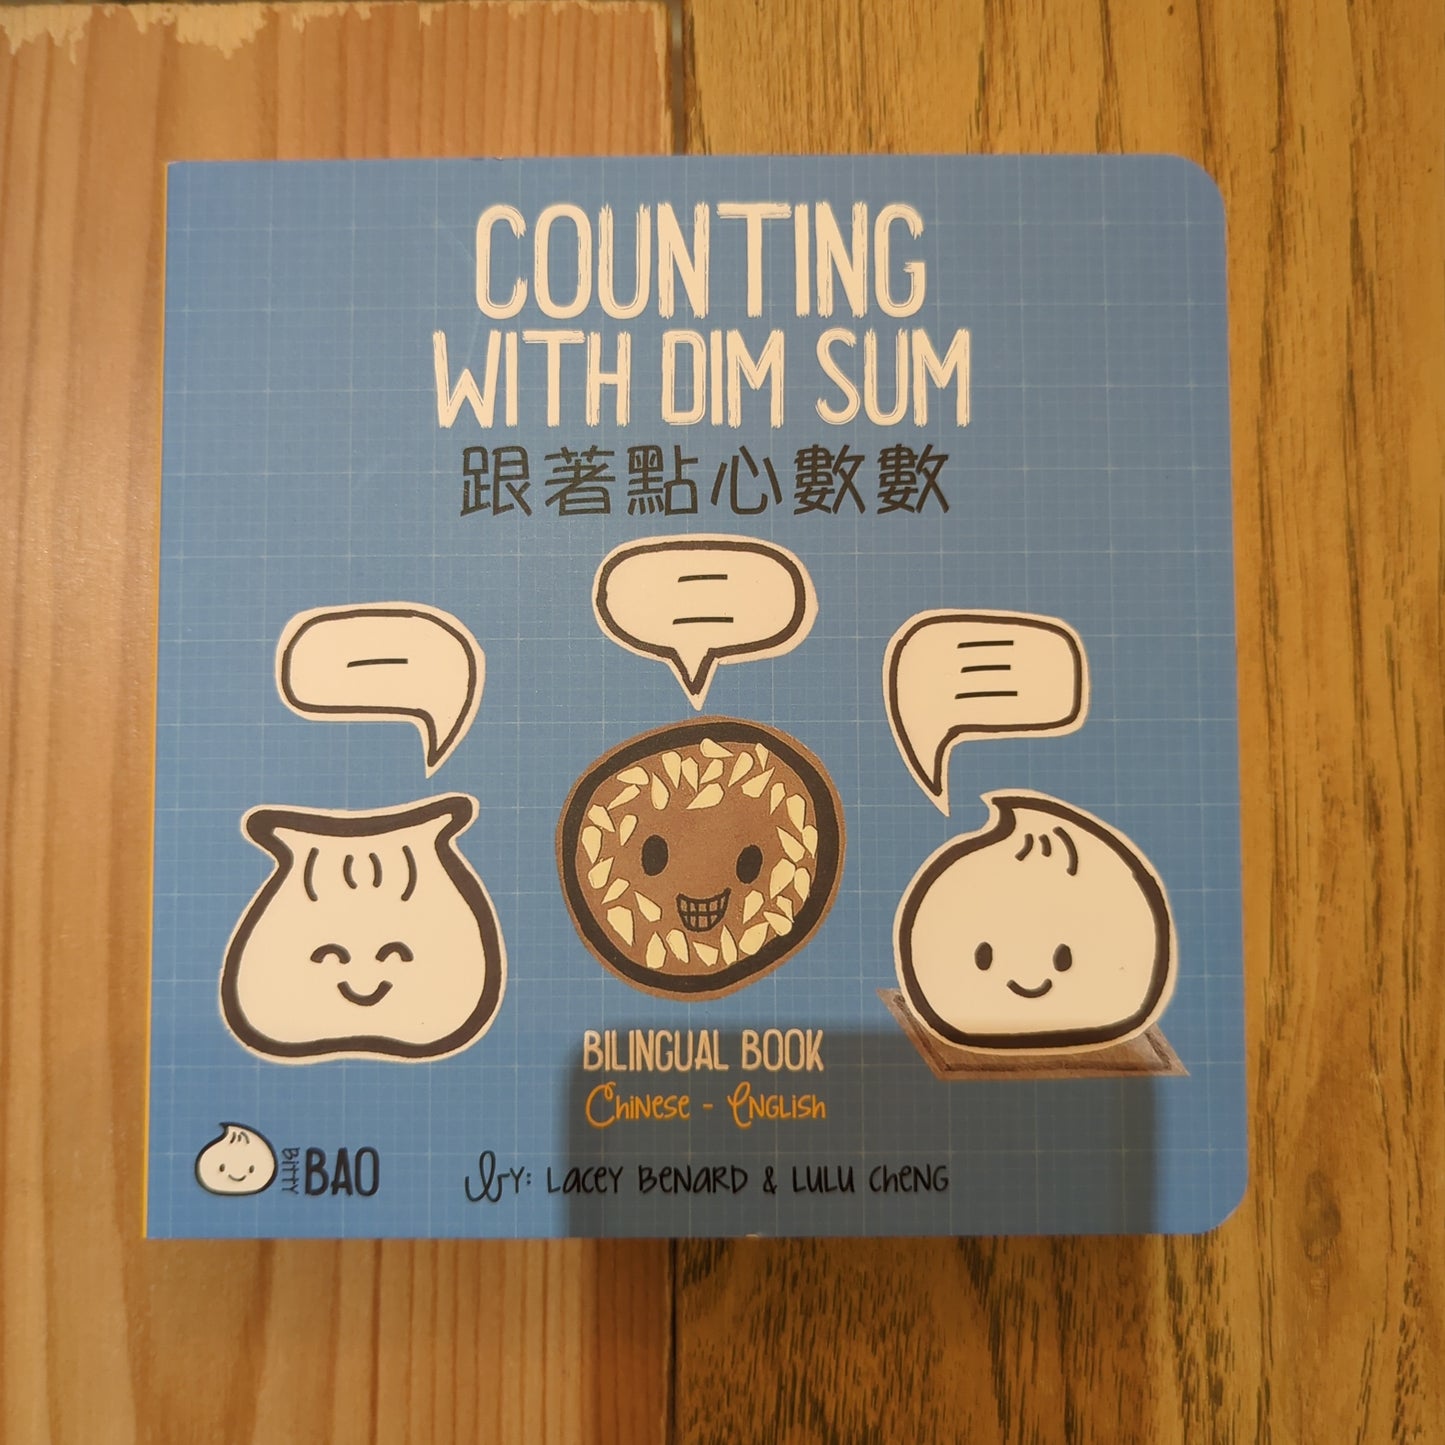 COUNTING
WITH DIM SUM
跟著點心數數
一
二
三
BILINGUAL BOOK
CHINESE - ENGLISH
Bitty BAO
BY: LACEY BENARD & LULU CHENG